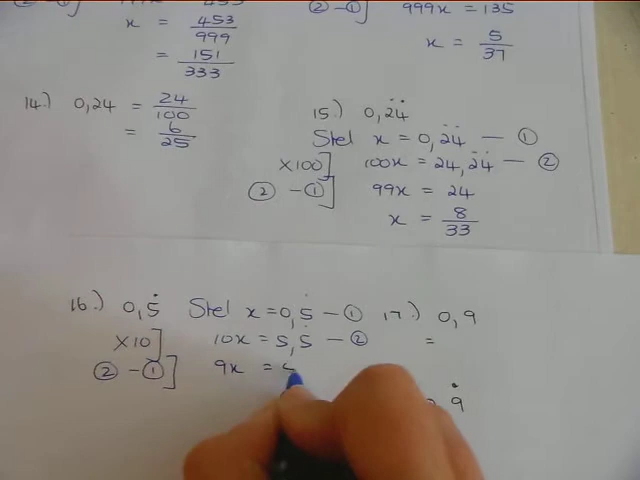 ② - ①] 999x = 135
x = 453/999
x = 5/37
= 151/333
14.) 0,24 = 24/100
= 6/25
15.) 0,2̇4̇
Stel x = 0,2̇4̇ — ①
×100] 100x = 24,2̇4̇ — ②
② - ①] 99x = 24
x = 8/33
16.) 0,5̇ Stel x = 0,5̇ — ①
×10] 10x = 5,5̇ — ②
② - ①] 9x =
17.) 0,9
=
9̇